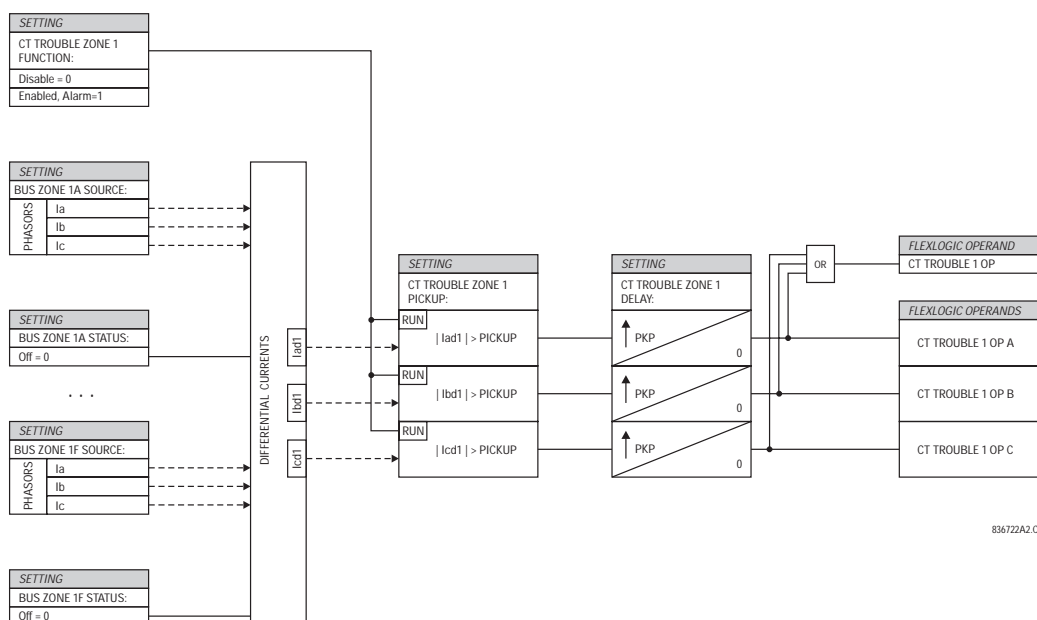 SETTING
CT TROUBLE ZONE 1
FUNCTION:
Disable = 0
Enabled, Alarm=1
SETTING
BUS ZONE 1A SOURCE:
PHASORS
Ia
Ib
Ic
SETTING
BUS ZONE 1A STATUS:
Off = 0
. . .
SETTING
BUS ZONE 1F SOURCE:
PHASORS
Ia
Ib
Ic
SETTING
BUS ZONE 1F STATUS:
Off = 0
DIFFERENTIAL CURRENTS
Iad1
Ibd1
Icd1
SETTING
CT TROUBLE ZONE 1
PICKUP:
RUN
| Iad1 | > PICKUP
RUN
| Ibd1 | > PICKUP
RUN
| Icd1 | > PICKUP
SETTING
CT TROUBLE ZONE 1
DELAY:
PKP
0
PKP
0
PKP
0
OR
FLEXLOGIC OPERAND
CT TROUBLE 1 OP
FLEXLOGIC OPERANDS
CT TROUBLE 1 OP A
CT TROUBLE 1 OP B
CT TROUBLE 1 OP C